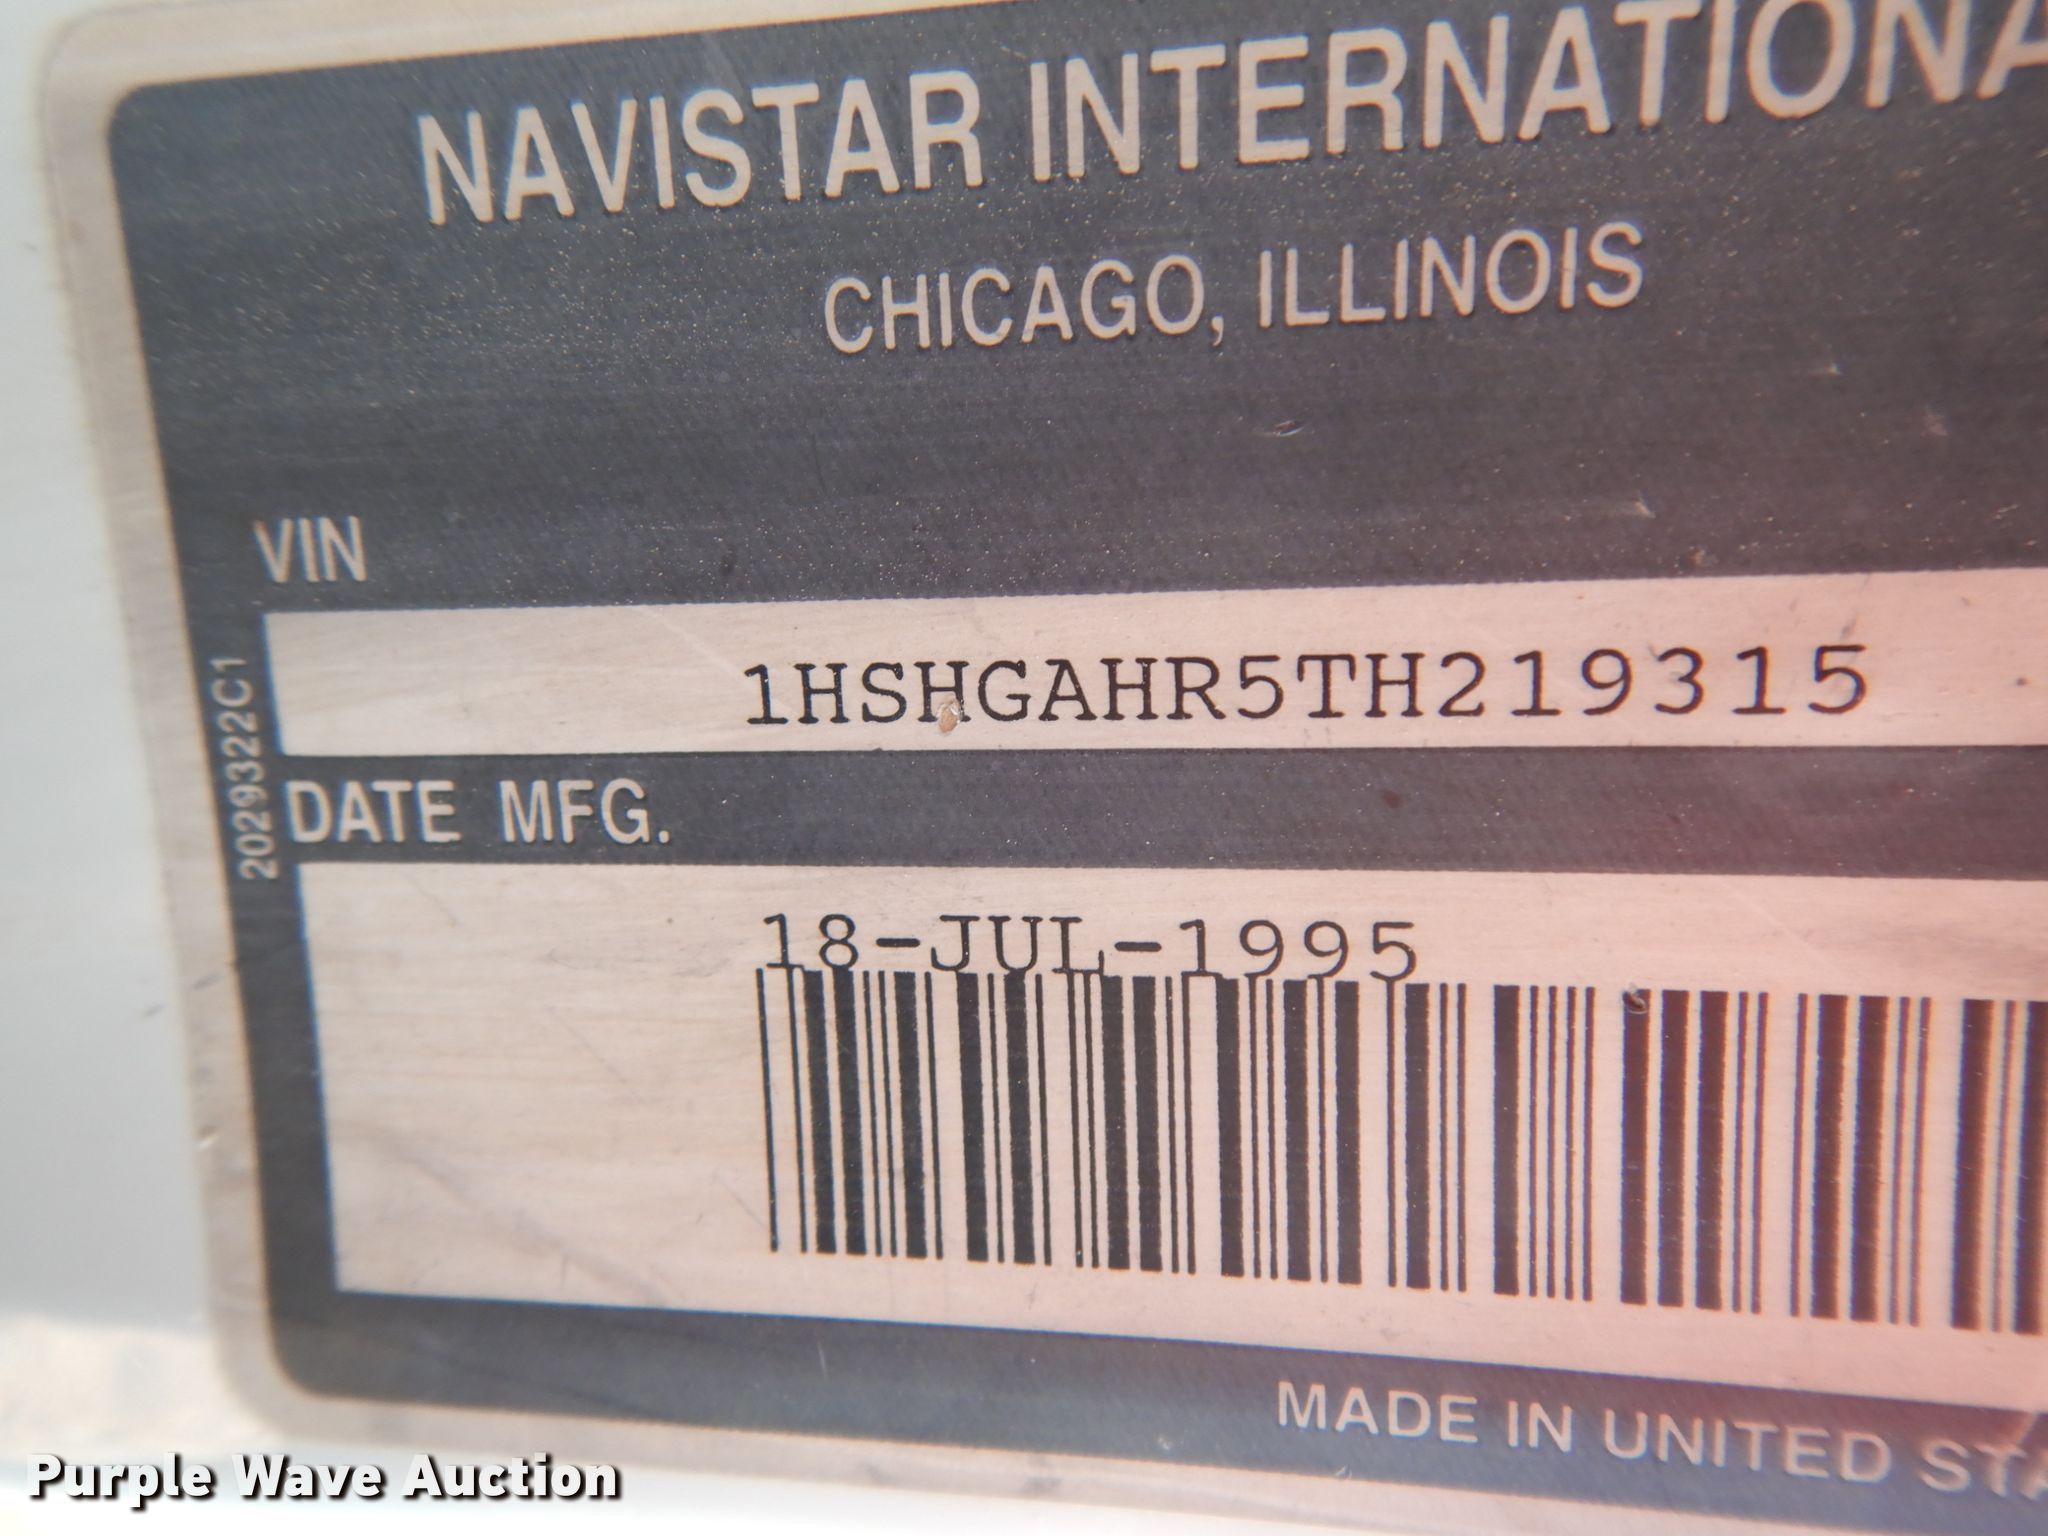 NAVISTAR INTERNATIONA
CHICAGO, ILLINOIS
VIN
1HSHGAHR5TH219315
2029322C1
DATE MFG.
18-JUL-1995
MADE IN UNITED STA
Purple Wave Auction